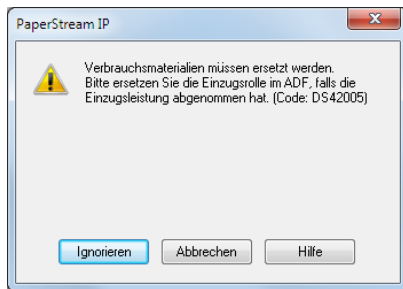 PaperStream IP
Verbrauchsmaterialien müssen ersetzt werden.
Bitte ersetzen Sie die Einzugsrolle im ADF, falls die
Einzugsleistung abgenommen hat. (Code: DS42005)
Ignorieren Abbrechen Hilfe